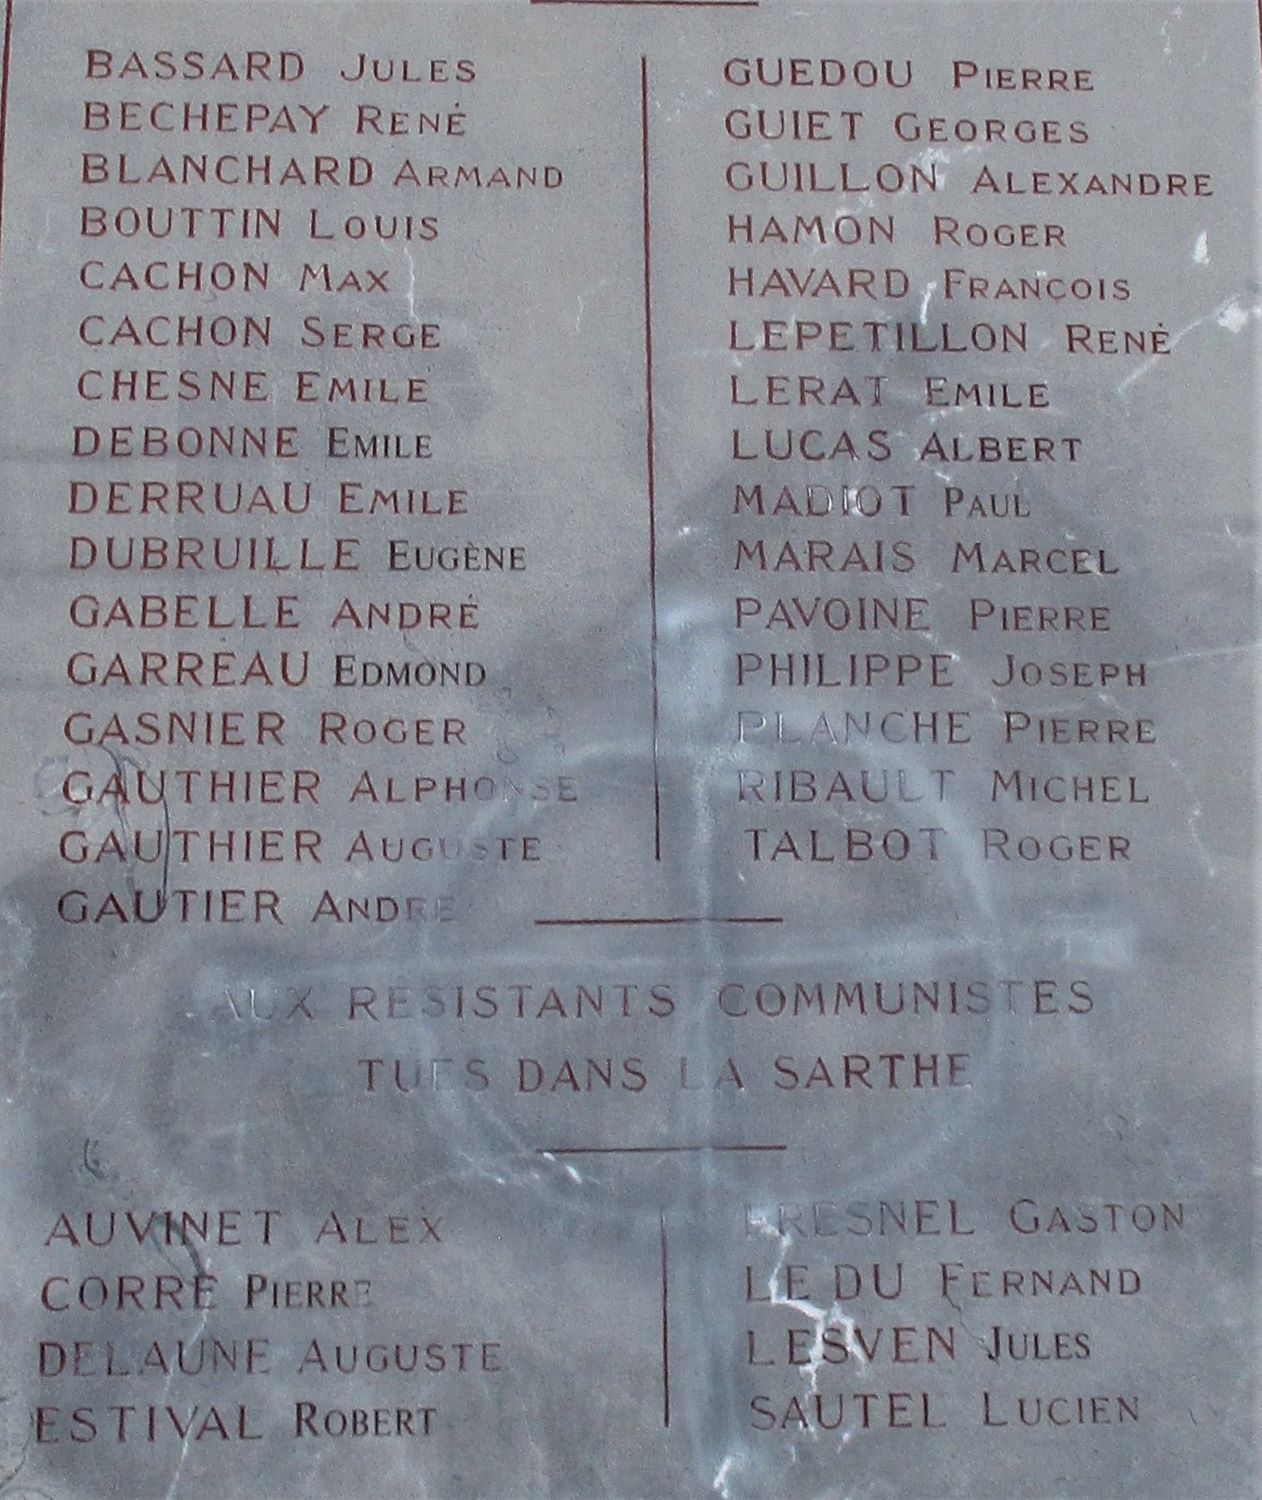 BASSARD JULES
BECHEPAY RENÉ
BLANCHARD ARMAND
BOUTTIN LOUIS
CACHON MAX
CACHON SERGE
CHESNE EMILE
DEBONNE EMILE
DERRUAU EMILE
DUBRUILLE EUGÈNE
GABELLE ANDRÉ
GARREAU EDMOND
GASNIER ROGER
GAUTHIER ALPHONSE
GAUTHIER AUGUSTE
GAUTIER ANDRE
GUEDOU PIERRE
GUIET GEORGES
GUILLON ALEXANDRE
HAMON ROGER
HAVARD FRANÇOIS
LEPETILLON RENÉ
LERAT EMILE
LUCAS ALBERT
MADIOT PAUL
MARAIS MARCEL
PAVOINE PIERRE
PHILIPPE JOSEPH
PLANCHE PIERRE
RIBAULT MICHEL
TALBOT ROGER
AUX RESISTANTS COMMUNISTES
TUES DANS LA SARTHE
AUVINET ALEX
CORRE PIERRE
DELAUNE AUGUSTE
ESTIVAL ROBERT
FRESNEL GASTON
LE DU FERNAND
LESVEN JULES
SAUTEL LUCIEN